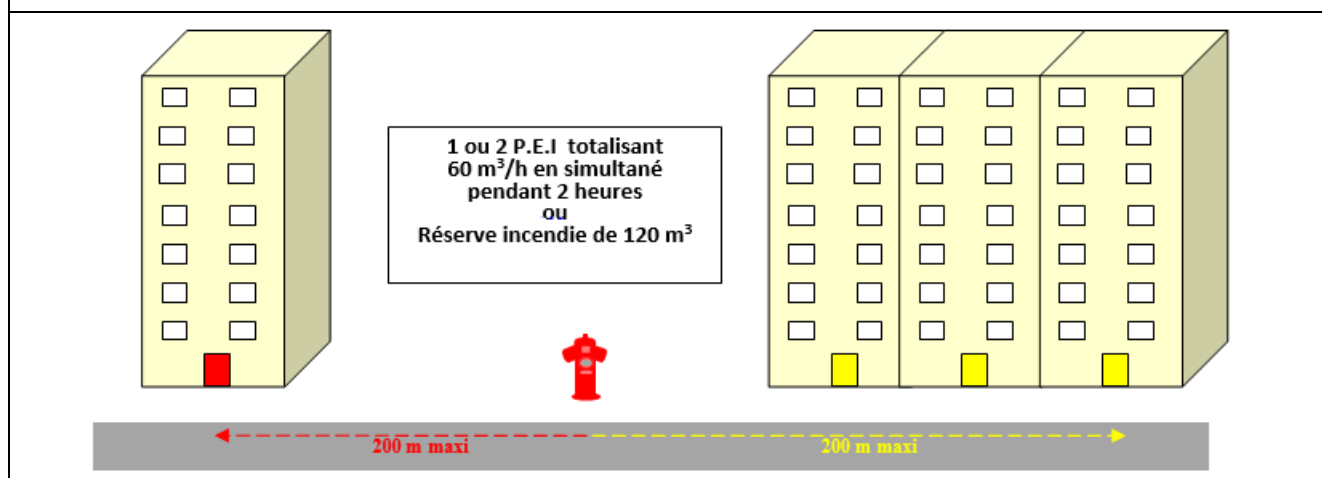 1 ou 2 P.E.I totalisant
60 m³/h en simultané
pendant 2 heures
ou
Réserve incendie de 120 m³
200 m maxi
200 m maxi